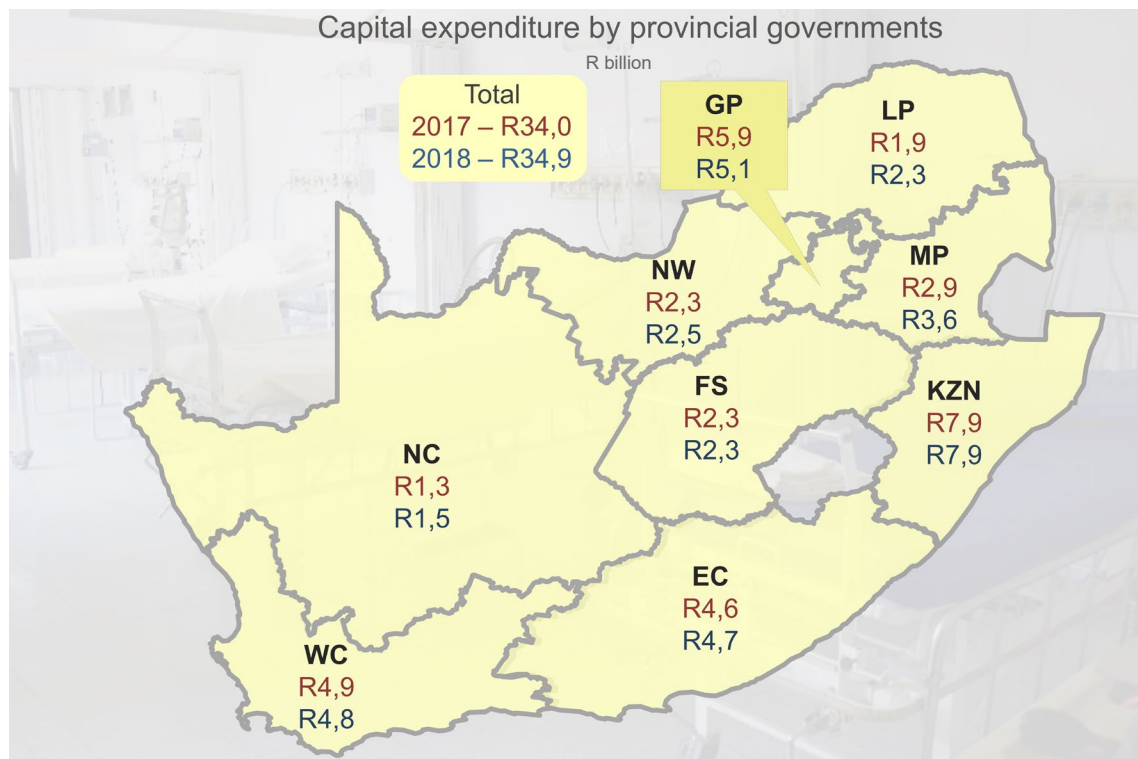 Capital expenditure by provincial governments
R billion
Total
2017 – R34,0
2018 – R34,9
GP
R5,9
R5,1
LP
R1,9
R2,3
NW
R2,3
R2,5
MP
R2,9
R3,6
FS
R2,3
R2,3
KZN
R7,9
R7,9
NC
R1,3
R1,5
EC
R4,6
R4,7
WC
R4,9
R4,8